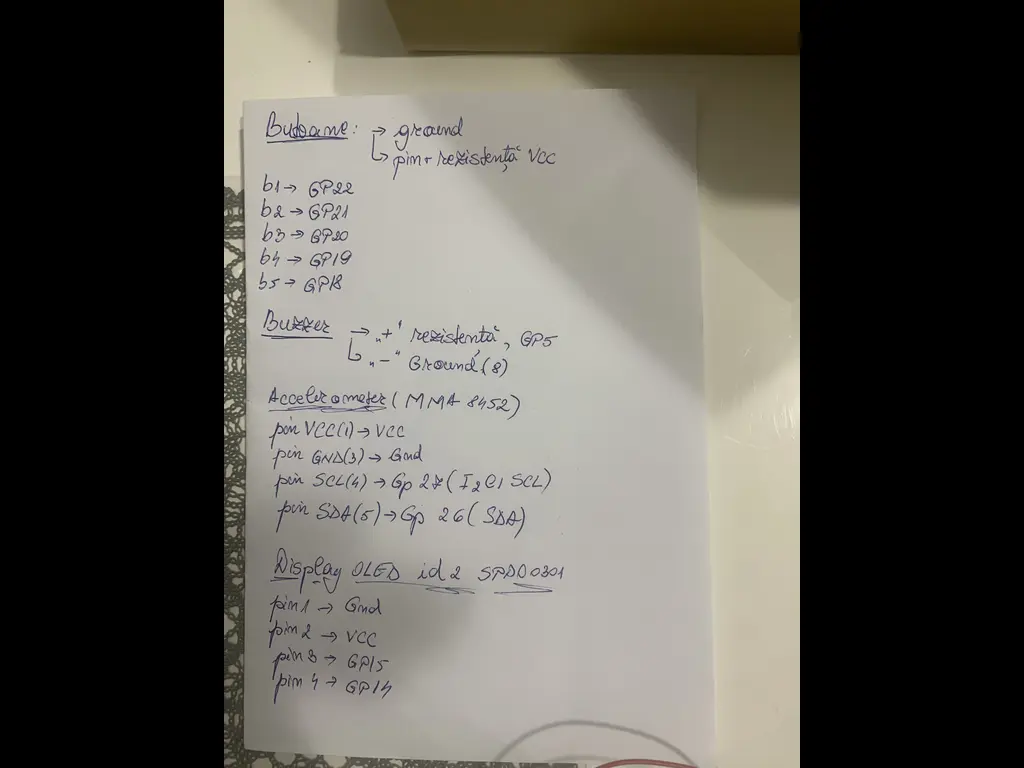 Butoane: → ground
↳ pin + rezistență VCC
b1 → GP22
b2 → GP21
b3 → GP20
b4 → GP19
b5 → GP18
Buzzer → „+" rezistență, GP5
↳ „-" Ground (8)
Accelerometer (MMA 8452)
pin VCC(1) → VCC
pin GND(3) → Gnd
pin SCL(4) → Gp 27 (I2C1 SCL)
pin SDA(5) → Gp 26 (SDA)
Display OLED id2 SPDD0301
pin 1 → Gnd
pin 2 → VCC
pin 3 → GP15
pin 4 → GP14